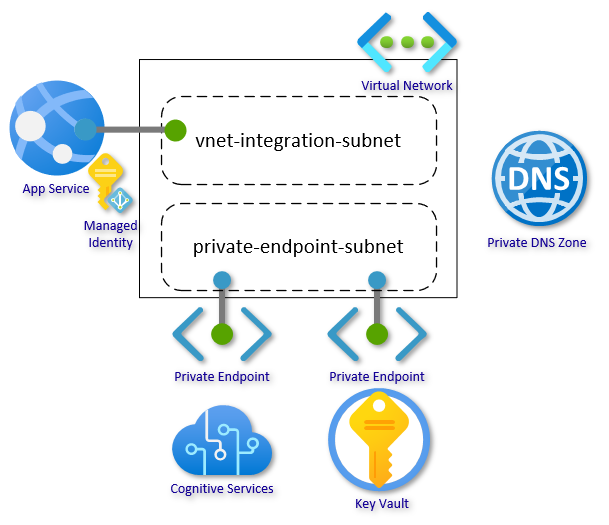 Virtual Network
vnet-integration-subnet
App Service
Managed
Identity
DNS
Private DNS Zone
private-endpoint-subnet
Private Endpoint
Private Endpoint
Cognitive Services
Key Vault